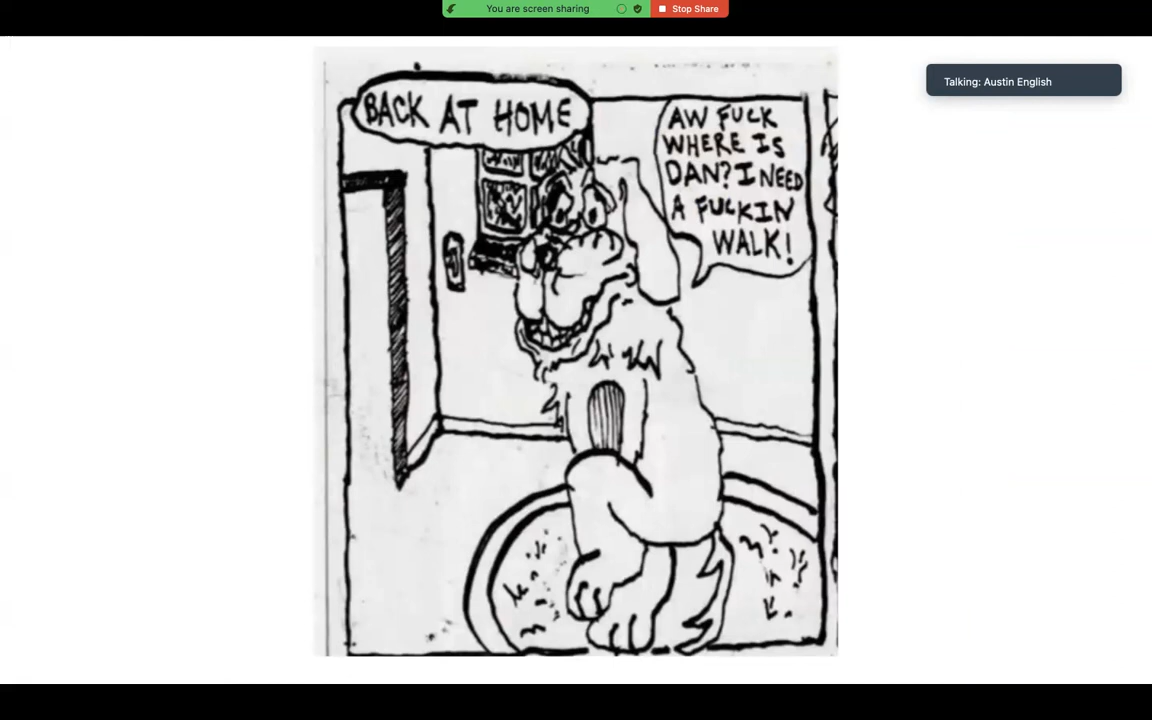 You are screen sharing
Stop Share
Talking: Austin English
BACK AT HOME
AW FUCK
WHERE IS
DAN? I NEED
A FUCKIN
WALK!